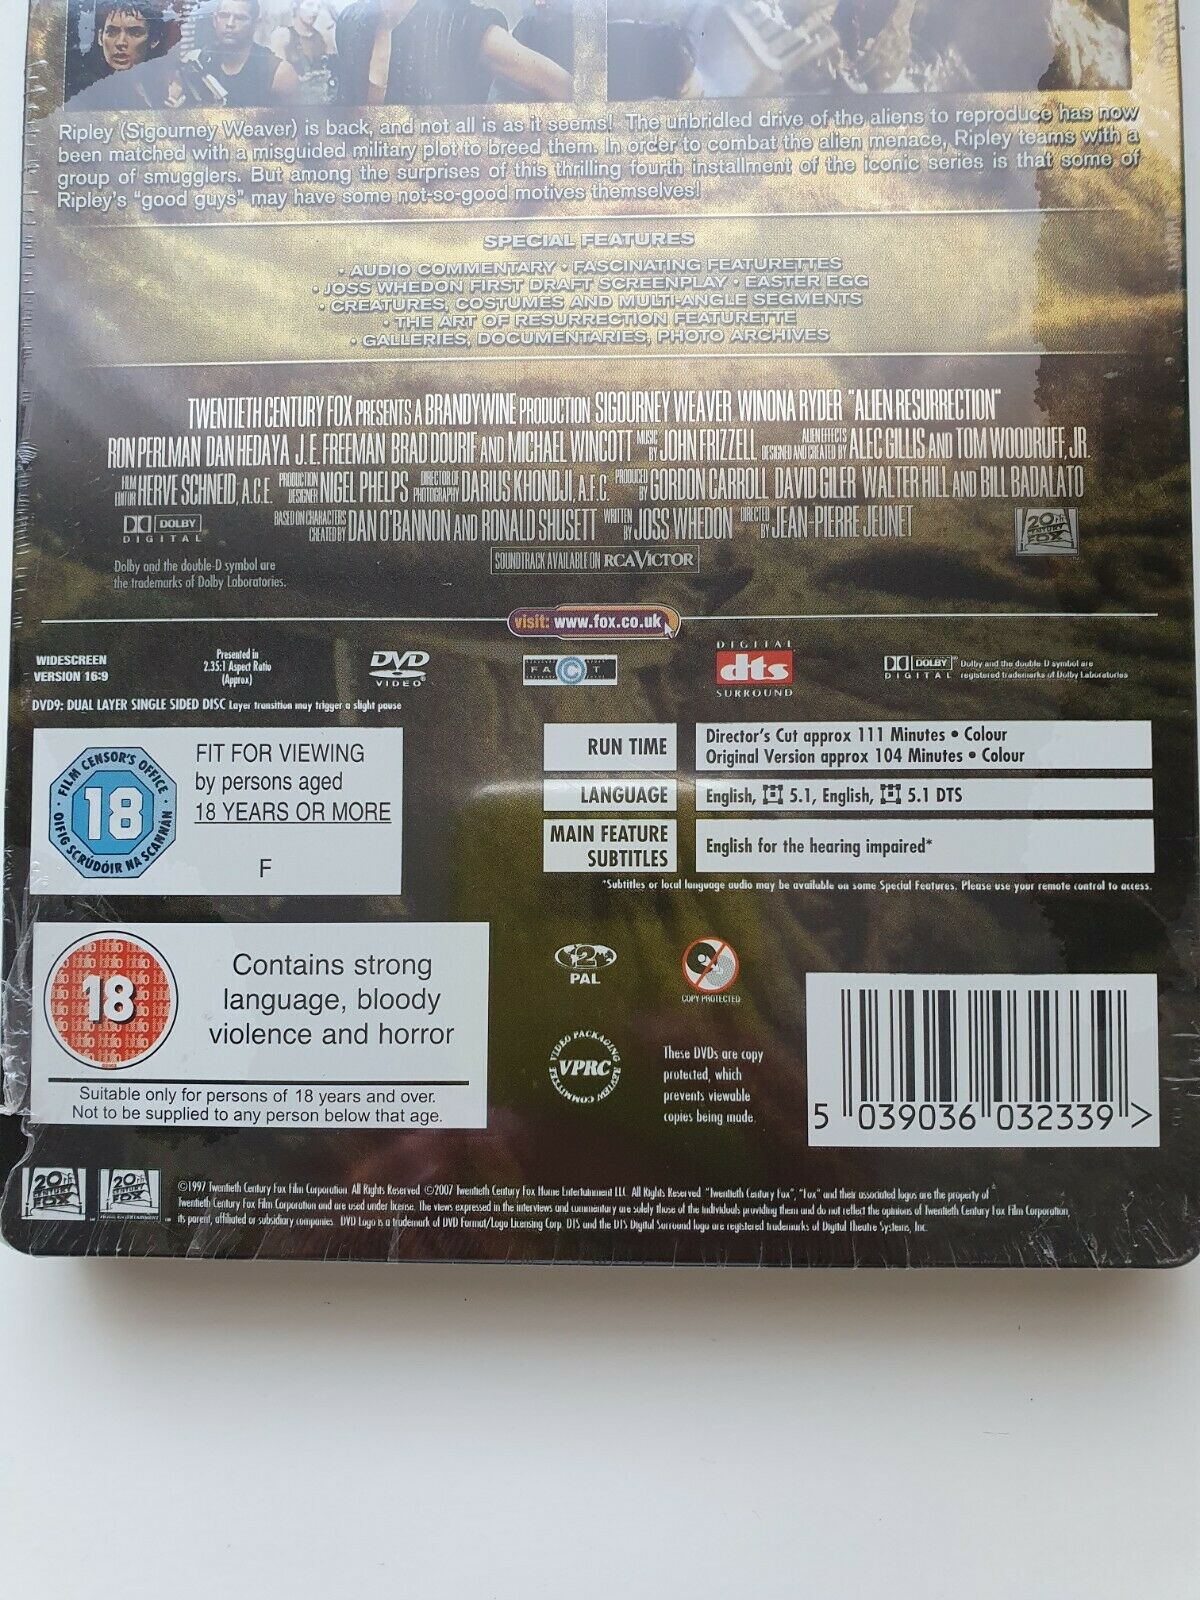 Ripley (Sigourney Weaver) is back, and not all is as it seems! The unbridled drive of the aliens to reproduce has now
been matched with a misguided military plot to breed them. In order to combat the alien menace, Ripley teams with a
group of smugglers. But among the surprises of this thrilling fourth installment of the iconic series is that some of
Ripley's "good guys" may have some not-so-good motives themselves!
SPECIAL FEATURES
• AUDIO COMMENTARY • FASCINATING FEATURETTES
• JOSS WHEDON FIRST DRAFT SCREENPLAY • EASTER EGG
• CREATURES, COSTUMES AND MULTI-ANGLE SEGMENTS
• THE ART OF RESURRECTION FEATURETTE
• GALLERIES, DOCUMENTARIES, PHOTO ARCHIVES
TWENTIETH CENTURY FOX PRESENTS A BRANDYWINE PRODUCTION SIGOURNEY WEAVER WINONA RYDER "ALIEN RESURRECTION"
RON PERLMAN DAN HEDAYA J.E. FREEMAN BRAD DOURIF AND MICHAEL WINCOTT MUSIC BY JOHN FRIZZELL ALIEN EFFECTS DESIGNED AND CREATED BY ALEC GILLIS AND TOM WOODRUFF, JR.
FILM EDITOR HERVE SCHNEID, A.C.E. PRODUCTION DESIGNER NIGEL PHELPS DIRECTOR OF PHOTOGRAPHY DARIUS KHONDJI, A.F.C. PRODUCED BY GORDON CARROLL DAVID GILER WALTER HILL AND BILL BADALATO
BASED ON CHARACTERS CREATED BY DAN O'BANNON AND RONALD SHUSETT WRITTEN BY JOSS WHEDON DIRECTED BY JEAN-PIERRE JEUNET
DOLBY
DIGITAL
20th CENTURY FOX
SOUNDTRACK AVAILABLE ON RCA VICTOR
Dolby and the double-D symbol are
the trademarks of Dolby Laboratories.
visit: www.fox.co.uk
WIDESCREEN
VERSION 16:9
Presented in
2.35:1 Aspect Ratio
(Approx)
DVD
VIDEO
FACT
DIGITAL
dts
SURROUND
DOLBY
DIGITAL
Dolby and the double D symbol are
registered trademarks of Dolby Laboratories
DVD9: DUAL LAYER SINGLE SIDED DISC Layer transition may trigger a slight pause
FILM CENSOR'S OFFICE
18
OIFIG SCRÚDÓIR NA SCANNÁN
FIT FOR VIEWING
by persons aged
18 YEARS OR MORE
F
RUN TIME
Director's Cut approx 111 Minutes • Colour
Original Version approx 104 Minutes • Colour
LANGUAGE
English, 5.1, English, 5.1 DTS
MAIN FEATURE
SUBTITLES
English for the hearing impaired*
*Subtitles or local language audio may be available on some Special Features. Please use your remote control to access.
18
Contains strong
language, bloody
violence and horror
Suitable only for persons of 18 years and over.
Not to be supplied to any person below that age.
2
PAL
COPY PROTECTED
VIDEO PACKAGING REVIEW COMMITTEE
VPRC
These DVDs are copy
protected, which
prevents viewable
copies being made.
5 039036 032339 >
20th CENTURY FOX
20th CENTURY FOX
©1997 Twentieth Century Fox Film Corporation. All Rights Reserved. ©2007 Twentieth Century Fox Home Entertainment LLC. All Rights Reserved. "Twentieth Century Fox", "Fox" and their associated logos are the property of
Twentieth Century Fox Film Corporation and are used under license. The views expressed in the interviews and commentary are solely those of the individuals providing them and do not reflect the opinions of Twentieth Century Fox Film Corporation,
its parent, affiliated or subsidiary companies. DVD Logo is a trademark of DVD Format/Logo Licensing Corp. DTS and the DTS Digital Surround logo are registered trademarks of Digital Theatre Systems, Inc.